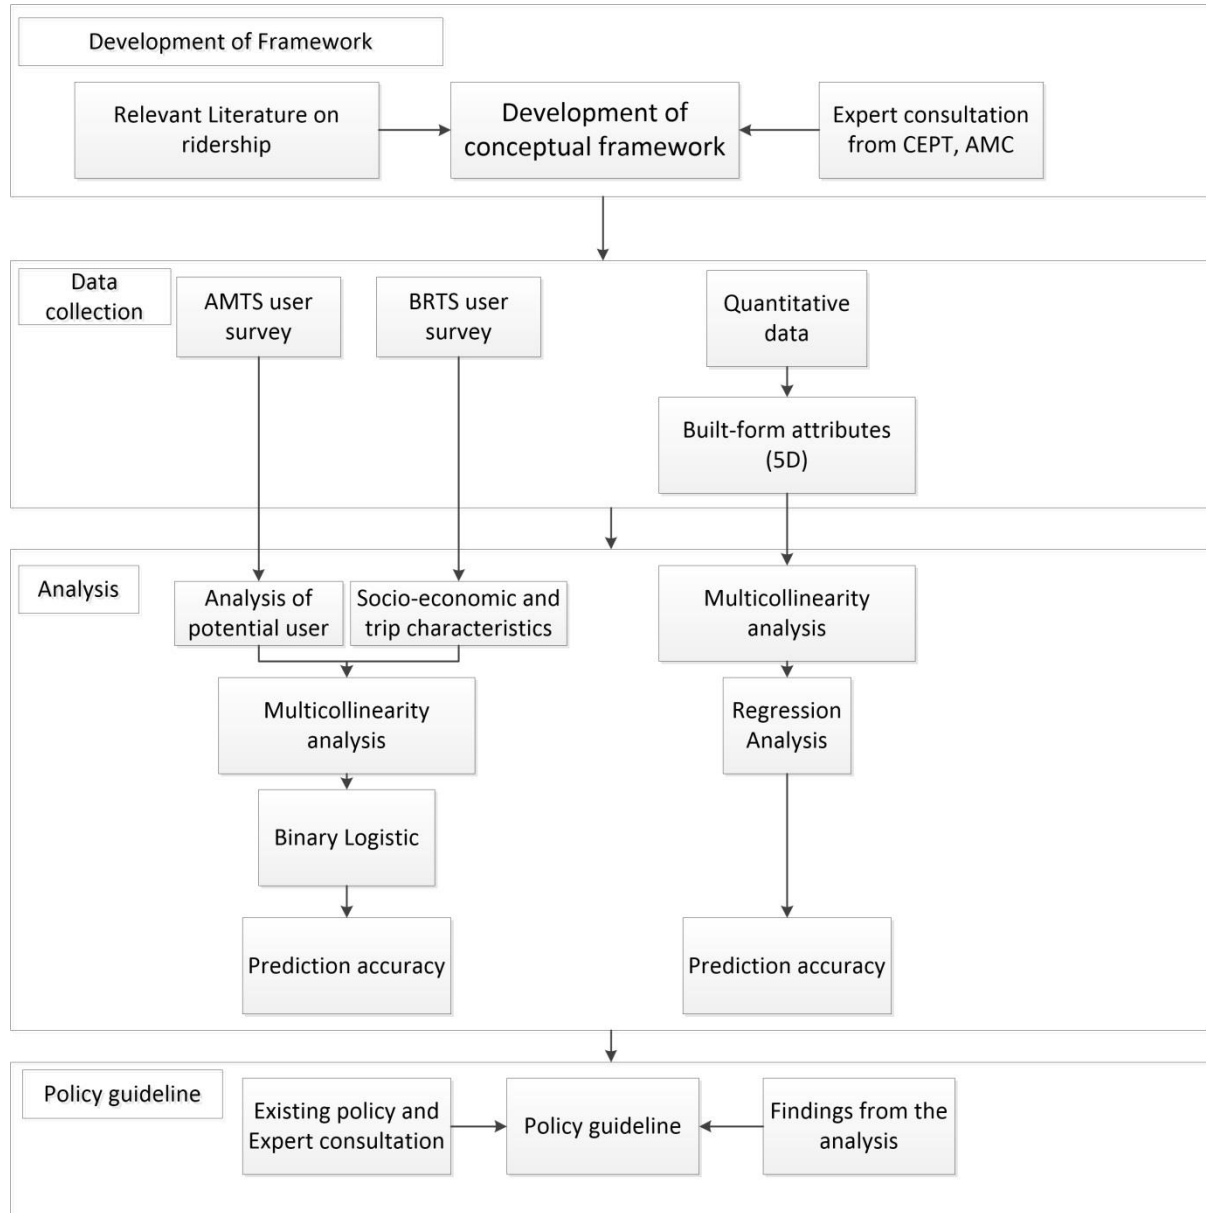 Development of Framework
Relevant Literature on
ridership
Development of
conceptual framework
Expert consultation
from CEPT, AMC
Data
collection
AMTS user
survey
BRTS user
survey
Quantitative
data
Built-form attributes
(5D)
Analysis
Analysis of
potential user
Socio-economic and
trip characteristics
Multicollinearity
analysis
Multicollinearity
analysis
Regression
Analysis
Binary Logistic
Prediction accuracy
Prediction accuracy
Policy guideline
Existing policy and
Expert consultation
Policy guideline
Findings from the
analysis